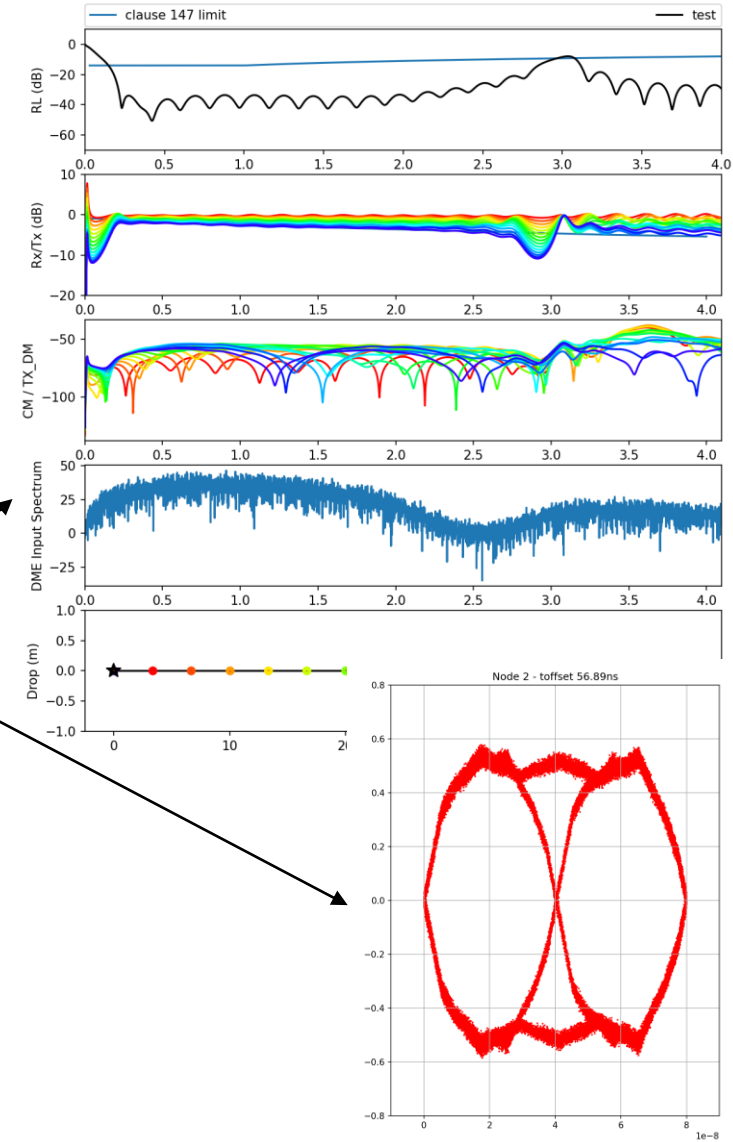 clause 147 limit test
0
−20
−40
−60
RL (dB)
0.0 0.5 1.0 1.5 2.0 2.5 3.0 3.5 4.0
10
0
−10
−20
Rx/Tx (dB)
0.0 0.5 1.0 1.5 2.0 2.5 3.0 3.5 4.0
−50
−100
CM / TX_DM
0.0 0.5 1.0 1.5 2.0 2.5 3.0 3.5 4.0
50
25
0
−25
DME Input Spectrum
0.0 0.5 1.0 1.5 2.0 2.5 3.0 3.5 4.0
1.0
0.5
0.0
−0.5
−1.0
Drop (m)
0 10
Node 2 - toffset 56.89ns
0.8
0.6
0.4
0.2
0.0
−0.2
−0.4
−0.6
−0.8
0 2 4 6 8
1e−8